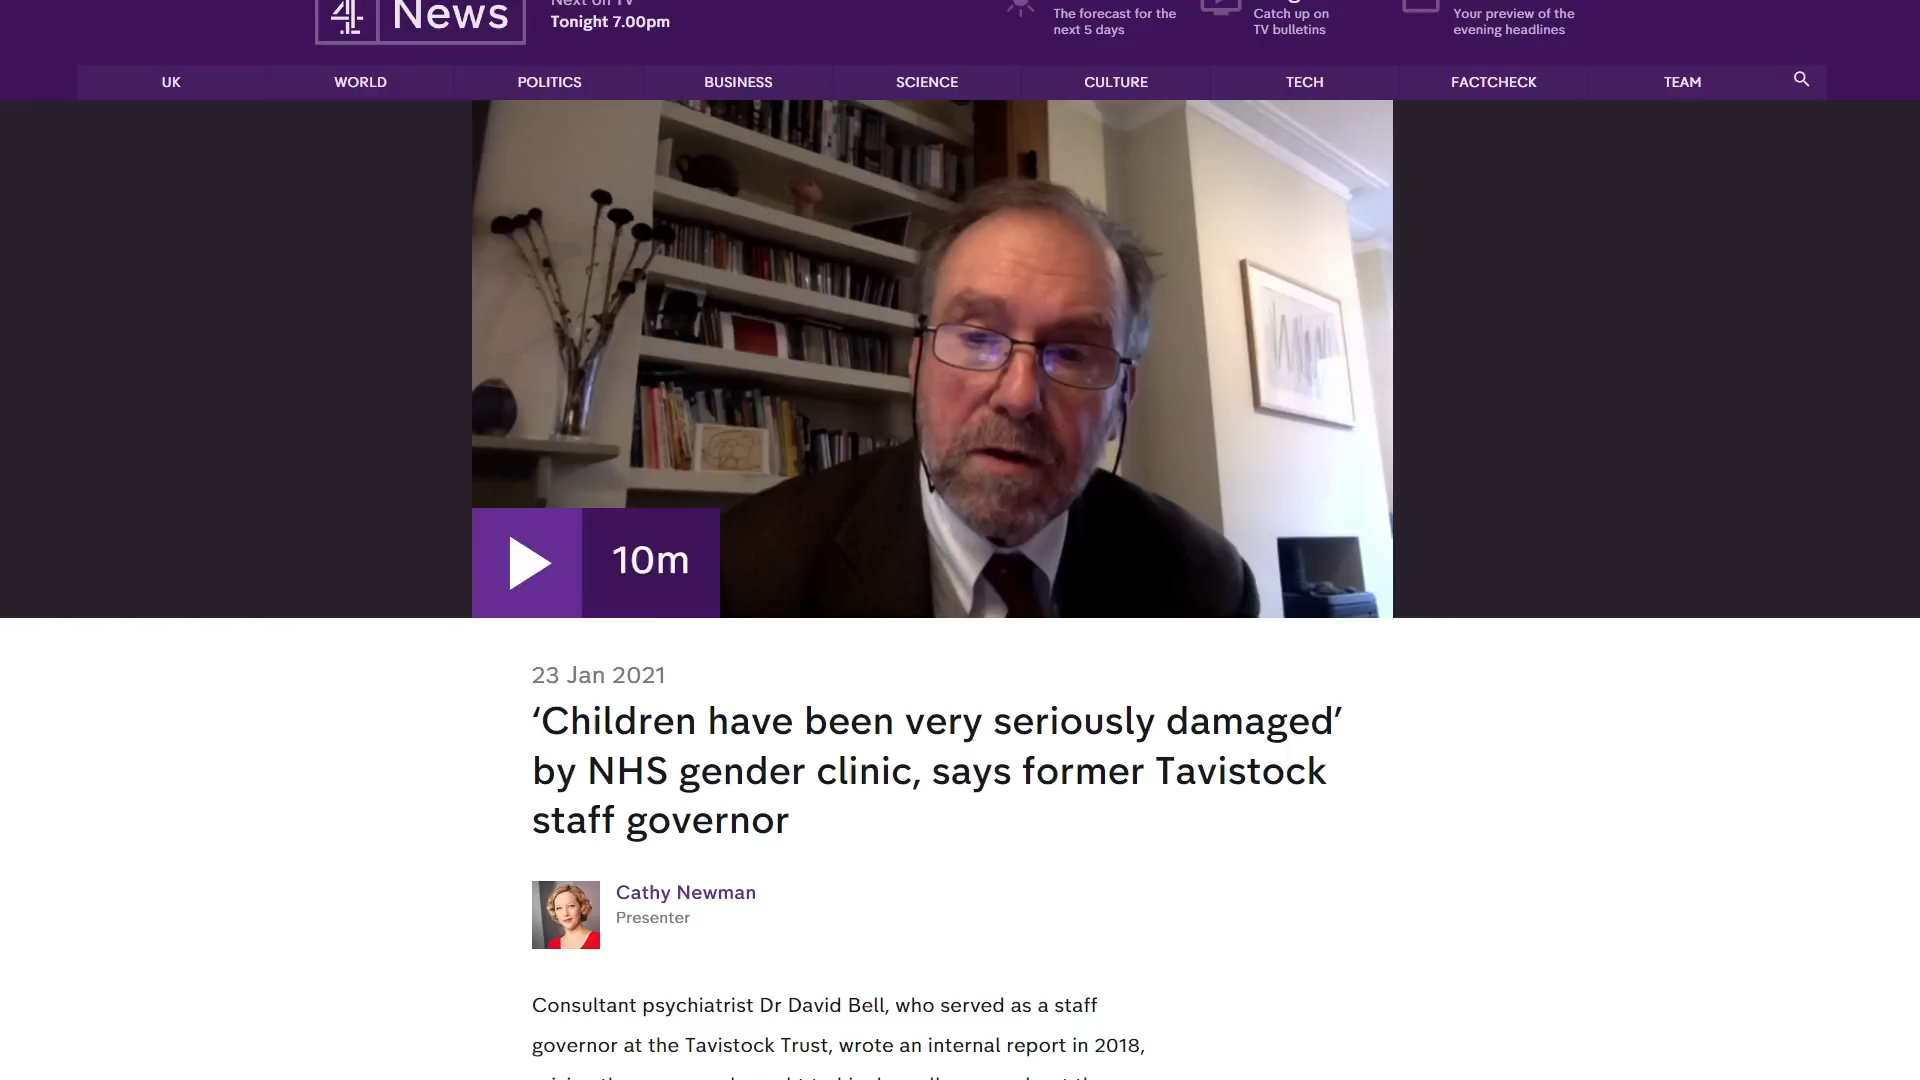 News
Tonight 7.00pm
The forecast for the
next 5 days
Catch up on
TV bulletins
Your preview of the
evening headlines
UK
WORLD
POLITICS
BUSINESS
SCIENCE
CULTURE
TECH
FACTCHECK
TEAM
10m
23 Jan 2021
‘Children have been very seriously damaged’
by NHS gender clinic, says former Tavistock
staff governor
Cathy Newman
Presenter
Consultant psychiatrist Dr David Bell, who served as a staff
governor at the Tavistock Trust, wrote an internal report in 2018,